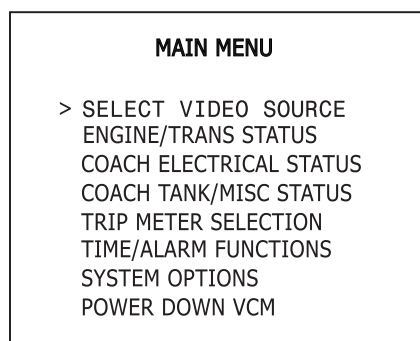 MAIN MENU
> SELECT VIDEO SOURCE
ENGINE/TRANS STATUS
COACH ELECTRICAL STATUS
COACH TANK/MISC STATUS
TRIP METER SELECTION
TIME/ALARM FUNCTIONS
SYSTEM OPTIONS
POWER DOWN VCM